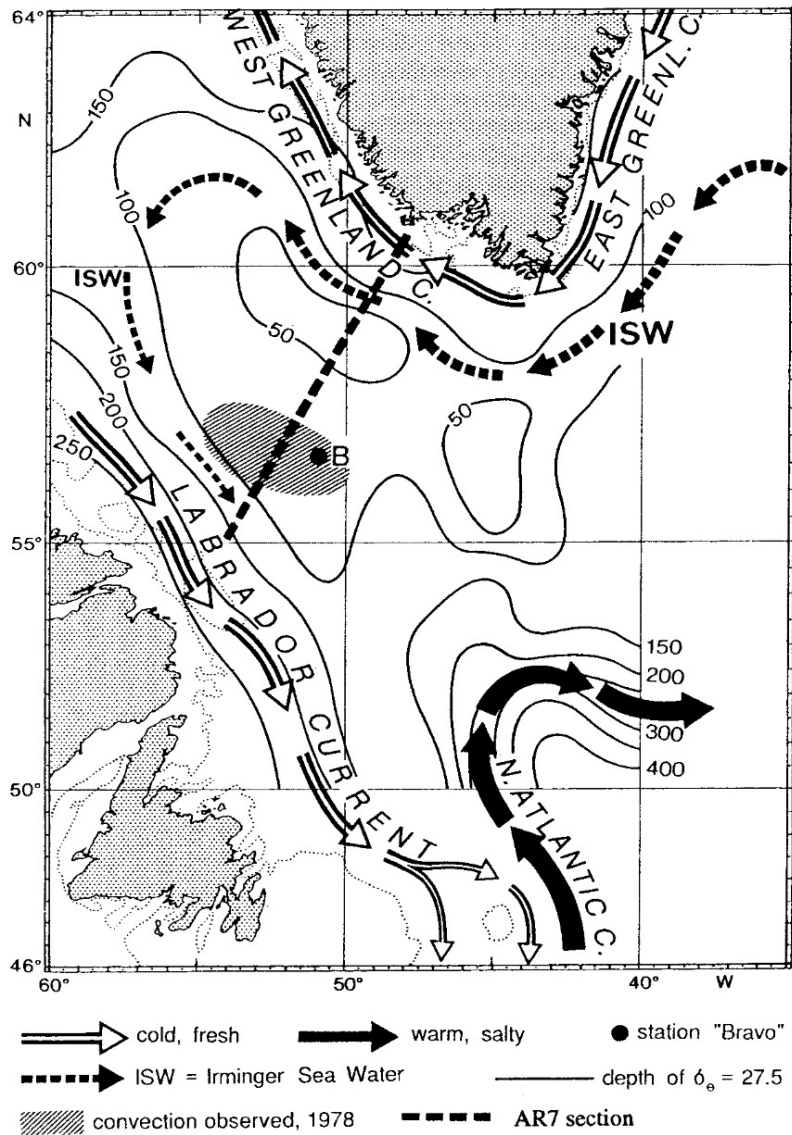 64°
N
60°
55°
50°
46°
60°
50°
40°
W
WEST GREENLAND C.
EAST GREENL. C.
150
100
100
50
50
ISW
ISW
150
200
250
B
LABRADOR CURRENT
N. ATLANTIC C.
150
200
300
400
cold, fresh
warm, salty
station "Bravo"
ISW = Irminger Sea Water
depth of σ_θ = 27.5
convection observed, 1978
AR7 section